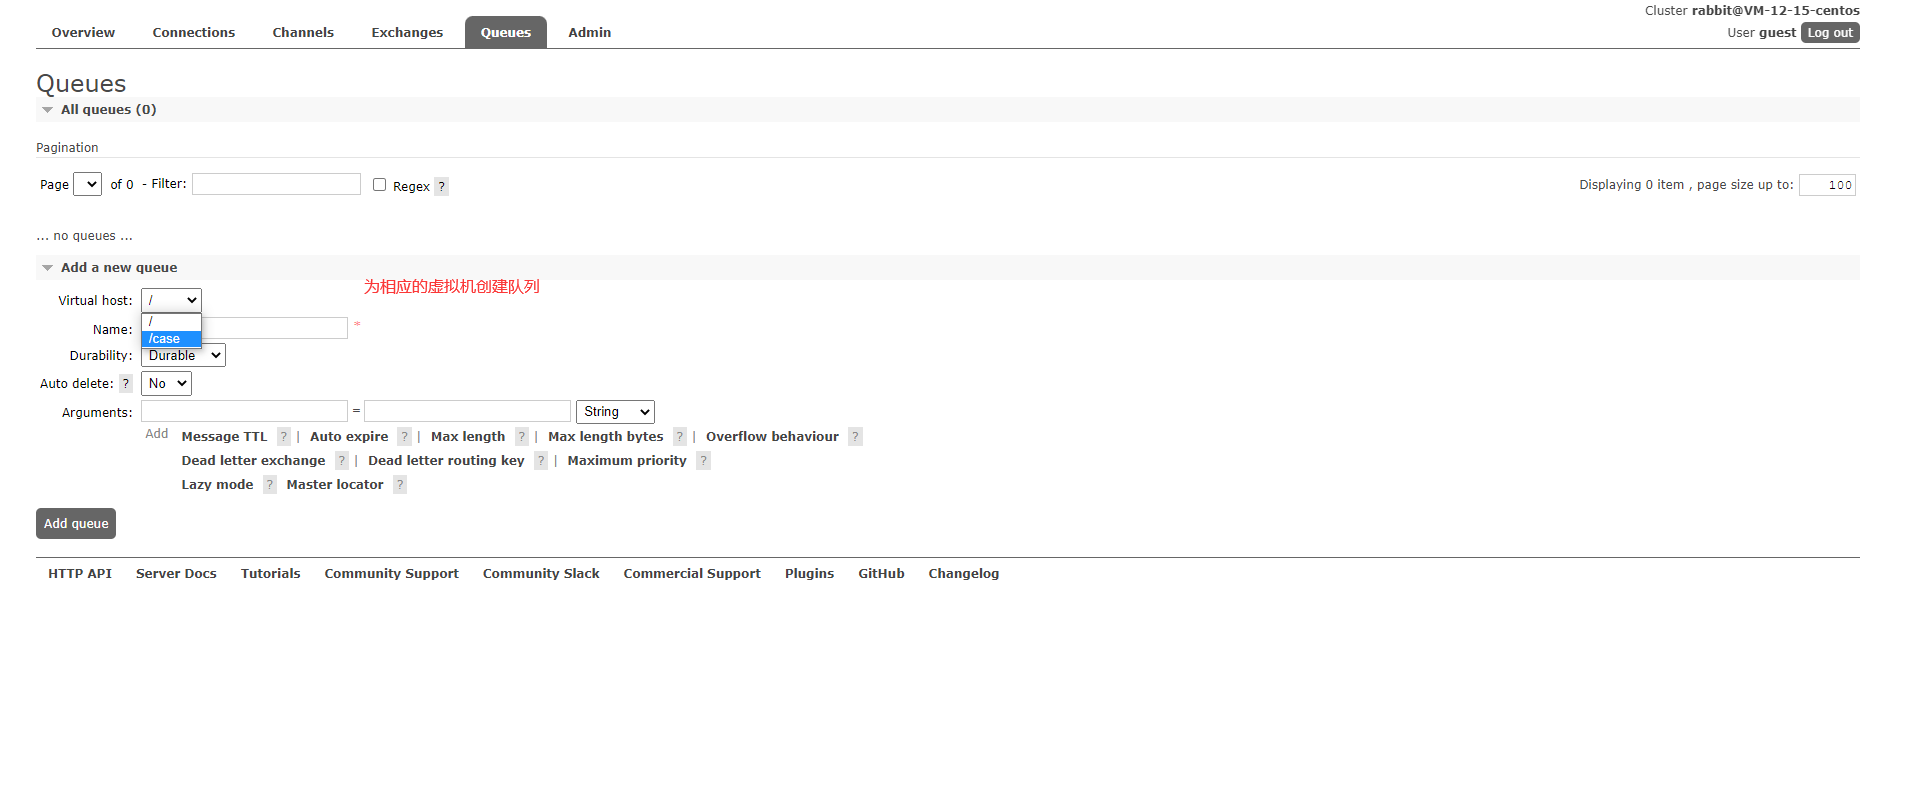 Cluster rabbit@VM-12-15-centos
Overview Connections Channels Exchanges Queues Admin User guest Log out
Queues
All queues (0)
Pagination
Page of 0 - Filter: Regex ? Displaying 0 item , page size up to: 100
... no queues ...
Add a new queue
为相应的虚拟机创建队列
Virtual host: /
/
Name: *
/case
Durability: Durable
Auto delete: ? No
Arguments: = String
Add Message TTL ? | Auto expire ? | Max length ? | Max length bytes ? | Overflow behaviour ?
Dead letter exchange ? | Dead letter routing key ? | Maximum priority ?
Lazy mode ? Master locator ?
Add queue
HTTP API Server Docs Tutorials Community Support Community Slack Commercial Support Plugins GitHub Changelog